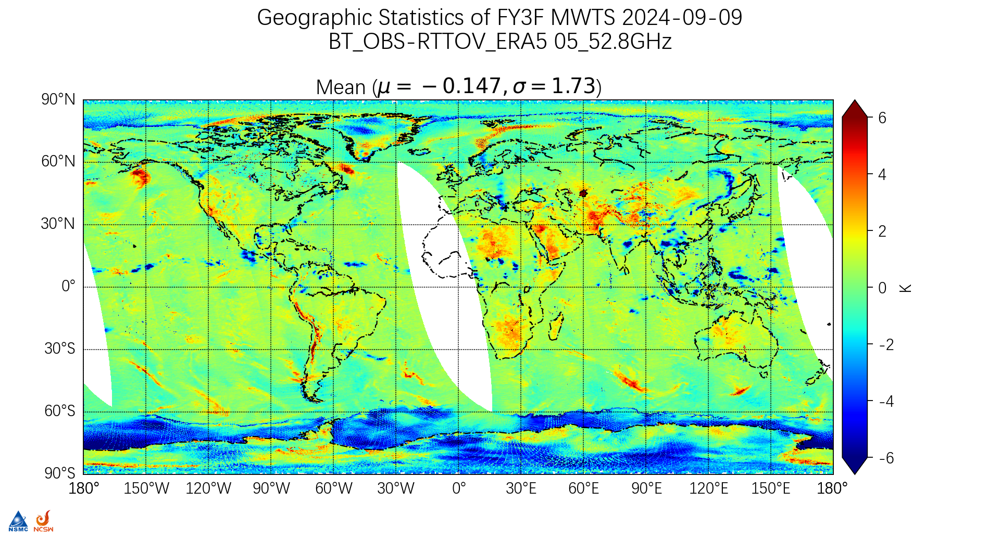 Geographic Statistics of FY3F MWTS 2024-09-09
BT_OBS-RTTOV_ERA5 05_52.8GHz
Mean (μ = −0.147, σ = 1.73)
90°N
60°N
30°N
0°
30°S
60°S
90°S
180° 150°W 120°W 90°W 60°W 30°W 0° 30°E 60°E 90°E 120°E 150°E 180°
6
4
2
0
-2
-4
-6
K
NSMC NCSW